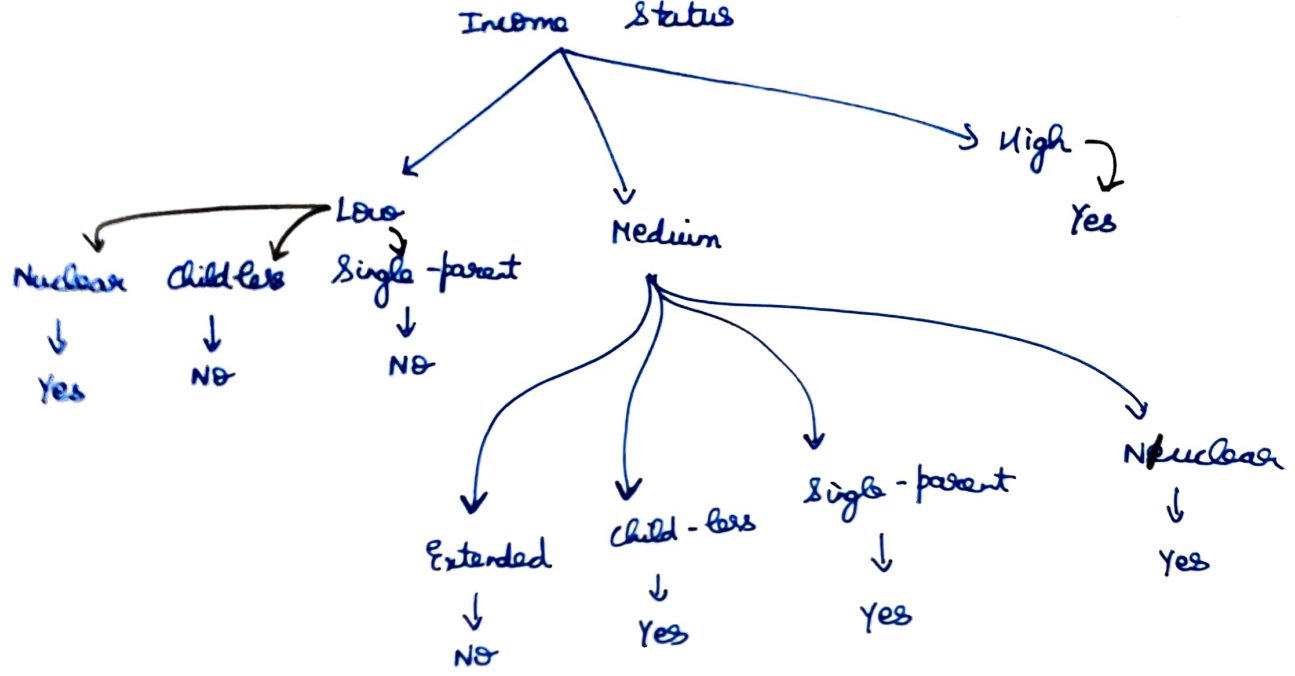 Income Status
High
Yes
Low
Medium
Nuclear Childless Single-parent
Yes No No
Extended Child-less Single-parent Nuclear
No Yes Yes Yes